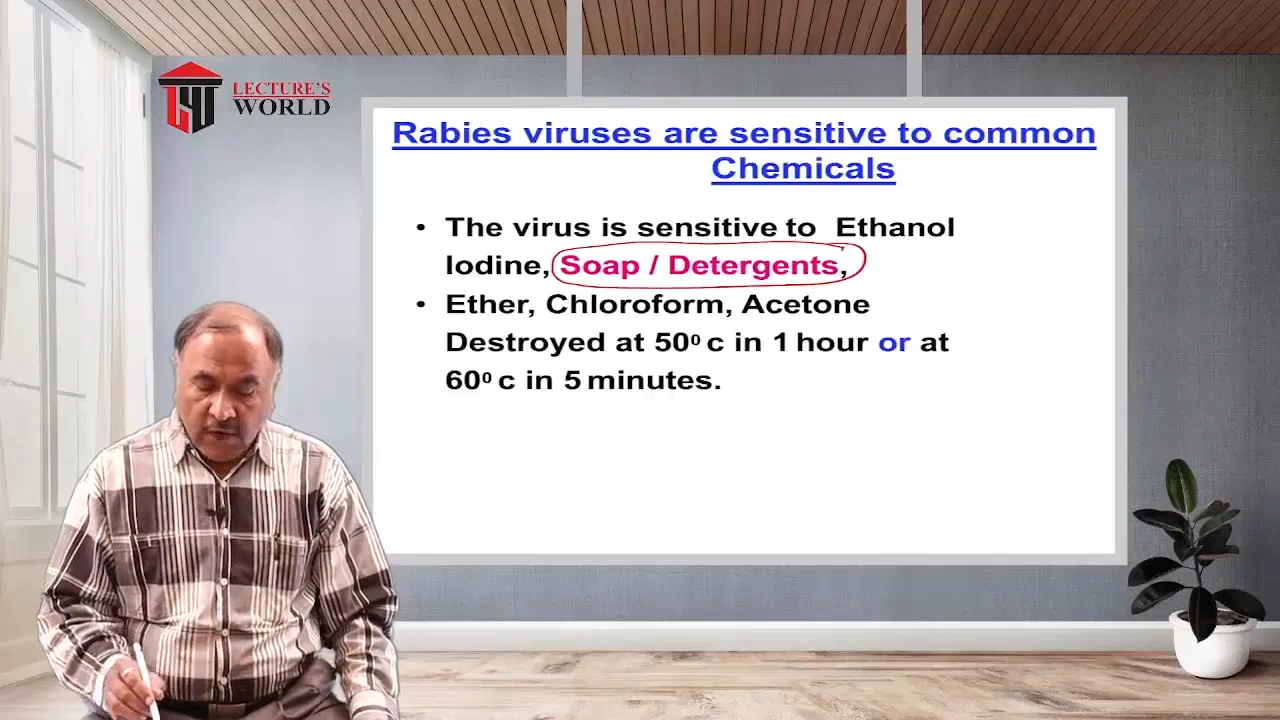 LECTURE'S
WORLD
Rabies viruses are sensitive to common
Chemicals
• The virus is sensitive to Ethanol
Iodine, Soap / Detergents,
• Ether, Chloroform, Acetone
Destroyed at 50⁰ c in 1 hour or at
60⁰ c in 5 minutes.